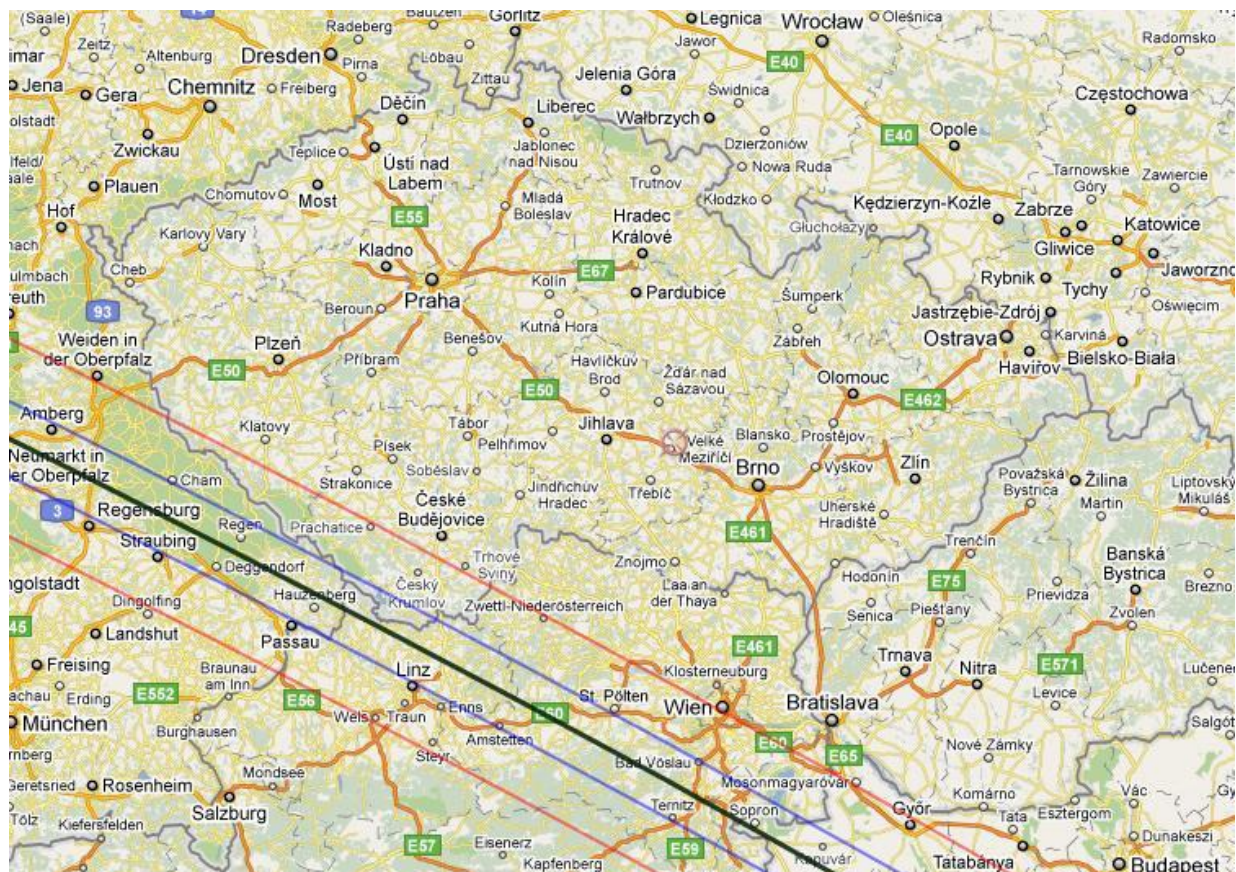 14
(Saale)
Zeitz
imar
Altenburg
Jena
Gera
Chemnitz
Freiberg
olstadt
Zwickau
Plauen
Hof
Radeberg
Bautzen
Görlitz
Dresden
Löbau
Pirna
Zittau
Legnica
Wrocław
Oleśnica
Jawor
E40
Radomsko
Jelenia Góra
Świdnica
Częstochowa
Děčín
Liberec
Wałbrzych
E40
Opole
Teplice
Ústí nad
Labem
Jablonec
nad Nisou
Dzierżoniów
Nowa Ruda
Tarnowskie
Góry
Zawiercie
Chomutov
Most
Trutnov
Kłodzko
Kędzierzyn-Koźle
Zabrze
Katowice
E55
Mladá
Boleslav
Hradec
Králové
Głuchołazy
Gliwice
Karlovy Vary
Kladno
Cheb
ulmbach
E67
Kolín
Praha
Pardubice
Rybnik
Tychy
Jaworzno
Oświęcim
reuth
93
Beroun
Kutná Hora
Šumperk
Jastrzębie-Zdrój
Ostrava
Karviná
Weiden in
der Oberpfalz
Plzeň
Benešov
Zábřeh
Havířov
Bielsko-Biała
E50
Příbram
Havlíčkův
Brod
Žďár nad
Sázavou
E50
Olomouc
E462
Amberg
Klatovy
Tábor
Jihlava
Písek
Pelhřimov
Velké
Meziříčí
Blansko
Prostějov
Neumarkt in
er Oberpfalz
Cham
Strakonice
Soběslav
Jindřichův
Hradec
Třebíč
Brno
Vyškov
Zlín
Považská
Bystrica
Žilina
Martin
Liptovský
Mikuláš
3
Regensburg
Regen
Prachatice
České
Budějovice
Uherské
Hradiště
E461
Straubing
Deggendorf
Trhové
Sviny
Znojmo
Trenčín
Banská
Bystrica
ngolstadt
Český
Krumlov
Laa an
der Thaya
Hodonín
E75
Prievidza
Brezno
Dingolfing
Hauzenberg
Zwettl-Niederösterreich
Senica
Piešťany
Zvolen
45
Landshut
Passau
E461
Freising
Braunau
am Inn
Linz
Klosterneuburg
Trnava
Nitra
E571
Lučene
achau
Erding
E552
E56
St. Pölten
Wien
Bratislava
Levice
München
Burghausen
Wels
Traun
Enns
E60
Amstetten
E60
E65
Nové Zámky
Salgót
rnberg
Steyr
Bad Vöslau
Mosonmagyaróvár
Geretsried
Rosenheim
Mondsee
Salzburg
Ternitz
Sopron
Győr
Komárno
Esztergom
Vác
Gy
Tölz
Kiefersfelden
E57
Eisenerz
Kapfenberg
E59
Kapuvár
Tata
Tatabánya
Dunakeszi
Budapest